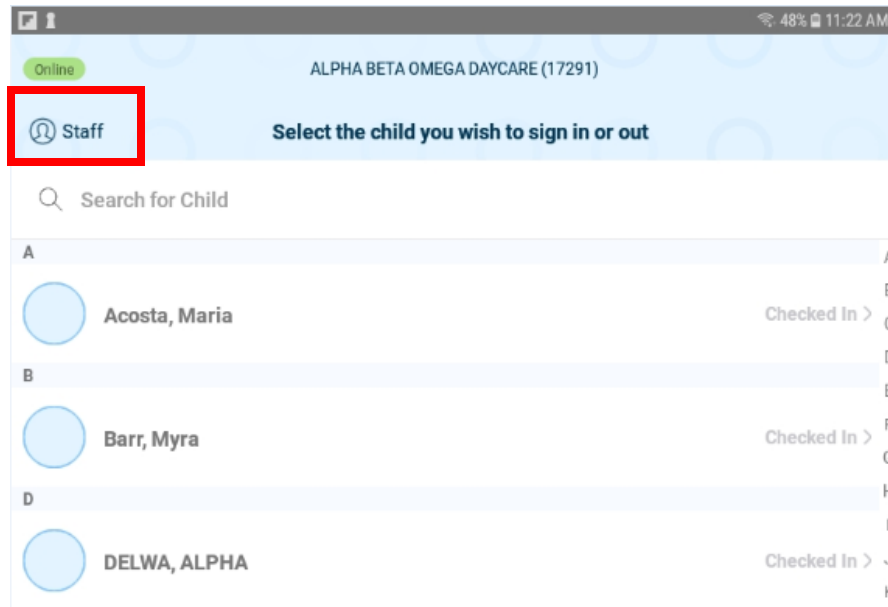 48% 11:22 AM
Online
ALPHA BETA OMEGA DAYCARE (17291)
Staff
Select the child you wish to sign in or out
Search for Child
A
Acosta, Maria
Checked In >
B
Barr, Myra
Checked In >
D
DELWA, ALPHA
Checked In >